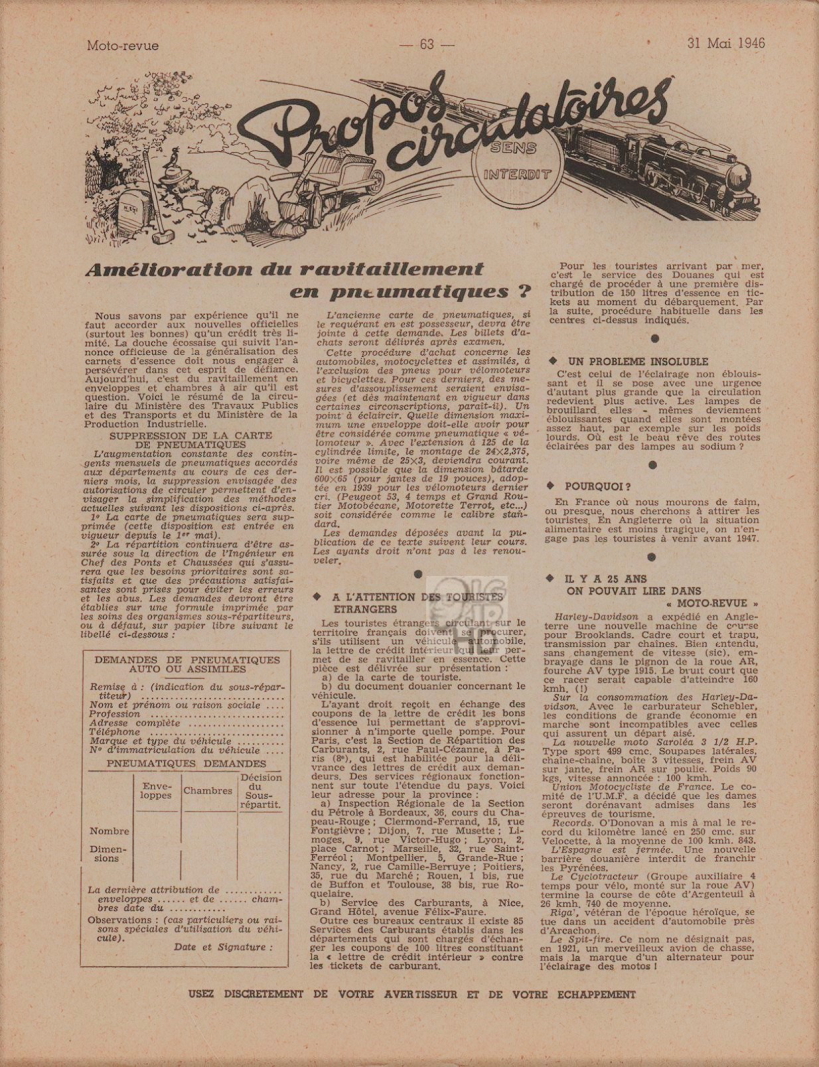 Moto-revue
— 63 —
31 Mai 1946
Propos
circulatoires
SENS
INTERDIT
Amélioration du ravitaillement
en pneumatiques ?
Nous savons par expérience qu'il ne
faut accorder aux nouvelles officielles
(surtout les bonnes) qu'un crédit très li-
mité. La douche écossaise qui suivit l'an-
nonce officieuse de la généralisation des
carnets d'essence doit nous engager à
persévérer dans cet esprit de défiance.
Aujourd'hui, c'est du ravitaillement en
enveloppes et chambres à air qu'il est
question. Voici le résumé de la circu-
laire du Ministère des Travaux Publics
et des Transports et du Ministère de la
Production Industrielle.
SUPPRESSION DE LA CARTE
DE PNEUMATIQUES
L'augmentation constante des contin-
gents mensuels de pneumatiques accordés
aux départements au cours de ces der-
niers mois, la suppression envisagée des
autorisations de circuler permettent d'en-
visager la simplification des méthodes
actuelles suivant les dispositions ci-après.
1° La carte de pneumatiques sera sup-
primée (cette disposition est entrée en
vigueur depuis le 1er mai).
2° La répartition continuera d'être as-
surée sous la direction de l'Ingénieur en
Chef des Ponts et Chaussées qui s'assu-
rera que les besoins prioritaires sont sa-
tisfaits et que des précautions satisfai-
santes sont prises pour éviter les erreurs
et les abus. Les demandes devront être
établies sur une formule imprimée par
les soins des organismes sous-répartiteurs,
ou à défaut, sur papier libre suivant le
libellé ci-dessous :
DEMANDES DE PNEUMATIQUES
AUTO OU ASSIMILES
Remise à : (indication du sous-répar-
titeur) ..........................
Nom et prénom ou raison sociale ....
Profession ..........................
Adresse complète ..................
Téléphone ..........................
Marque et type du véhicule .........
N° d'immatriculation du véhicule ....
PNEUMATIQUES DEMANDES
Enve-
loppes
Chambres
Décision
du
Sous-
répartit.
Nombre
Dimen-
sions
La dernière attribution de ............
enveloppes ...... et de ...... cham-
bres date du ............
Observations : (cas particuliers ou rai-
sons spéciales d'utilisation du véhi-
cule).
Date et Signature :
L'ancienne carte de pneumatiques, si
le requérant en est possesseur, devra être
jointe à cette demande. Les billets d'a-
chats seront délivrés après examen.
Cette procédure d'achat concerne les
automobiles, motocyclettes et assimilés, à
l'exclusion des pneus pour vélomoteurs
et bicyclettes. Pour ces derniers, des me-
sures d'assouplissement seraient envisa-
gées (et dès maintenant en vigueur dans
certaines circonscriptions, paraît-il). Un
point à éclaircir. Quelle dimension maxi-
mum une enveloppe doit-elle avoir pour
être considérée comme pneumatique « vé-
lomoteur ». Avec l'extension à 125 de la
cylindrée limite, le montage de 24×2,375,
voire même de 25×3, deviendra courant.
Il est possible que la dimension bâtarde
600×65 (pour jantes de 19 pouces), adop-
tée en 1939 pour les vélomoteurs dernier
cri. (Peugeot 53, 4 temps et Grand Rou-
tier Motobécane, Motorette Terrot, etc...)
soit considérée comme le calibre stan-
dard.
Les demandes déposées avant la pu-
blication de ce texte suivent leur cours.
Les ayants droit n'ont pas à les renou-
veler.
◆ A L'ATTENTION DES TOURISTES
ETRANGERS
Les touristes étrangers circulant sur le
territoire français doivent se procurer,
s'ils utilisent un véhicule automobile,
la lettre de crédit intérieur qui leur per-
met de se ravitailler en essence. Cette
pièce est délivrée sur présentation :
a) de la carte de touriste.
b) du document douanier concernant le
véhicule.
L'ayant droit reçoit en échange des
coupons de la lettre de crédit les bons
d'essence lui permettant de s'approvi-
sionner à n'importe quelle pompe. Pour
Paris, c'est la Section de Répartition des
Carburants, 2, rue Paul-Cézanne, à Pa-
ris (8e), qui est habilitée pour la déli-
vrance des lettres de crédit aux deman-
deurs. Des services régionaux fonction-
nent sur toute l'étendue du pays. Voici
leur adresse pour la province :
a) Inspection Régionale de la Section
du Pétrole à Bordeaux, 36, cours du Cha-
peau-Rouge ; Clermont-Ferrand, 15, rue
Fontgièvre ; Dijon, 7, rue Musette ; Li-
moges, 9, rue Victor-Hugo ; Lyon, 2,
place Carnot ; Marseille, 32, rue Saint-
Ferréol ; Montpellier, 5, Grande-Rue ;
Nancy, 2, rue Camille-Berruye ; Poitiers,
35, rue du Marché ; Rouen, 1 bis, rue
de Buffon et Toulouse, 38 bis, rue Ro-
quelaire.
b) Service des Carburants, à Nice,
Grand Hôtel, avenue Félix-Faure.
Outre ces bureaux centraux il existe 85
Services des Carburants établis dans les
départements qui sont chargés d'échan-
ger les coupons de 100 litres constituant
la « lettre de crédit intérieur » contre
les tickets de carburant.
Pour les touristes arrivant par mer,
c'est le service des Douanes qui est
chargé de procéder à une première dis-
tribution de 150 litres d'essence en tic-
kets au moment du débarquement. Par
la suite, procédure habituelle dans les
centres ci-dessus indiqués.
◆ UN PROBLEME INSOLUBLE
C'est celui de l'éclairage non éblouis-
sant et il se pose avec une urgence
d'autant plus grande que la circulation
redevient plus active. Les lampes de
brouillard elles - mêmes deviennent
éblouissantes quand elles sont montées
assez haut, par exemple sur les poids
lourds. Où est le beau rêve des routes
éclairées par des lampes au sodium ?
◆ POURQUOI ?
En France où nous mourons de faim,
ou presque, nous cherchons à attirer les
touristes. En Angleterre où la situation
alimentaire est moins tragique, on n'en-
gage pas les touristes à venir avant 1947.
◆ IL Y A 25 ANS
ON POUVAIT LIRE DANS
« MOTO-REVUE »
Harley-Davidson a expédié en Angle-
terre une nouvelle machine de course
pour Brooklands. Cadre court et trapu,
transmission par chaînes. Bien entendu,
sans changement de vitesse (sic), em-
brayage dans le pignon de la roue AR,
fourche AV type 1915. Le bruit court que
ce racer serait capable d'atteindre 160
kmh. (!)
Sur la consommation des Harley-Da-
vidson. Avec le carburateur Schebler,
les conditions de grande économie en
marche sont incompatibles avec celles
qui assurent un départ aisé.
La nouvelle moto Saroléa 3 1/2 H.P.
Type sport 499 cmc. Soupapes latérales,
chaîne-chaîne, boîte 3 vitesses, frein AV
sur jante, frein AR sur poulie. Poids 90
kgs, vitesse annoncée : 100 kmh.
Union Motocycliste de France. Le co-
mité de l'U.M.F. a décidé que les dames
seront dorénavant admises dans les
épreuves de tourisme.
Records. O'Donovan a mis à mal le re-
cord du kilomètre lancé en 250 cmc. sur
Velocette, à la moyenne de 100 kmh. 843.
L'Espagne est fermée. Une nouvelle
barrière douanière interdit de franchir
les Pyrénées.
Le Cyclotracteur (Groupe auxiliaire 4
temps pour vélo, monté sur la roue AV)
termine la course de côte d'Argenteuil à
26 kmh, 740 de moyenne.
Riga', vétéran de l'époque héroïque, se
tue dans un accident d'automobile près
d'Arcachon.
Le Spit-fire. Ce nom ne désignait pas,
en 1921, un merveilleux avion de chasse,
mais la marque d'un alternateur pour
l'éclairage des motos !
USEZ DISCRETEMENT DE VOTRE AVERTISSEUR ET DE VOTRE ECHAPPEMENT